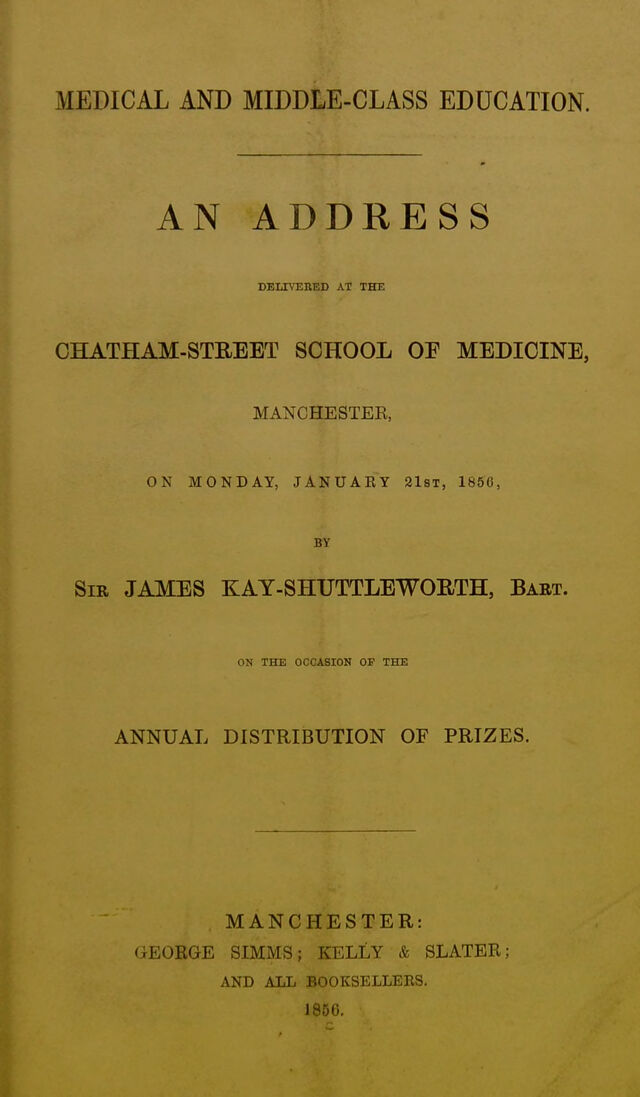 MEDICAL AND MIDDLE-CLASS EDUCATION.
AN ADDRESS
DELIVERED AT THE
CHATHAM-STREET SCHOOL OF MEDICINE,
MANCHESTER,
ON MONDAY, JANUARY 21ST, 1856,
BY
SIR JAMES KAY-SHUTTLEWORTH, BART.
ON THE OCCASION OF THE
ANNUAL DISTRIBUTION OF PRIZES.
MANCHESTER:
GEORGE SIMMS; KELLY & SLATER;
AND ALL BOOKSELLERS.
1856.